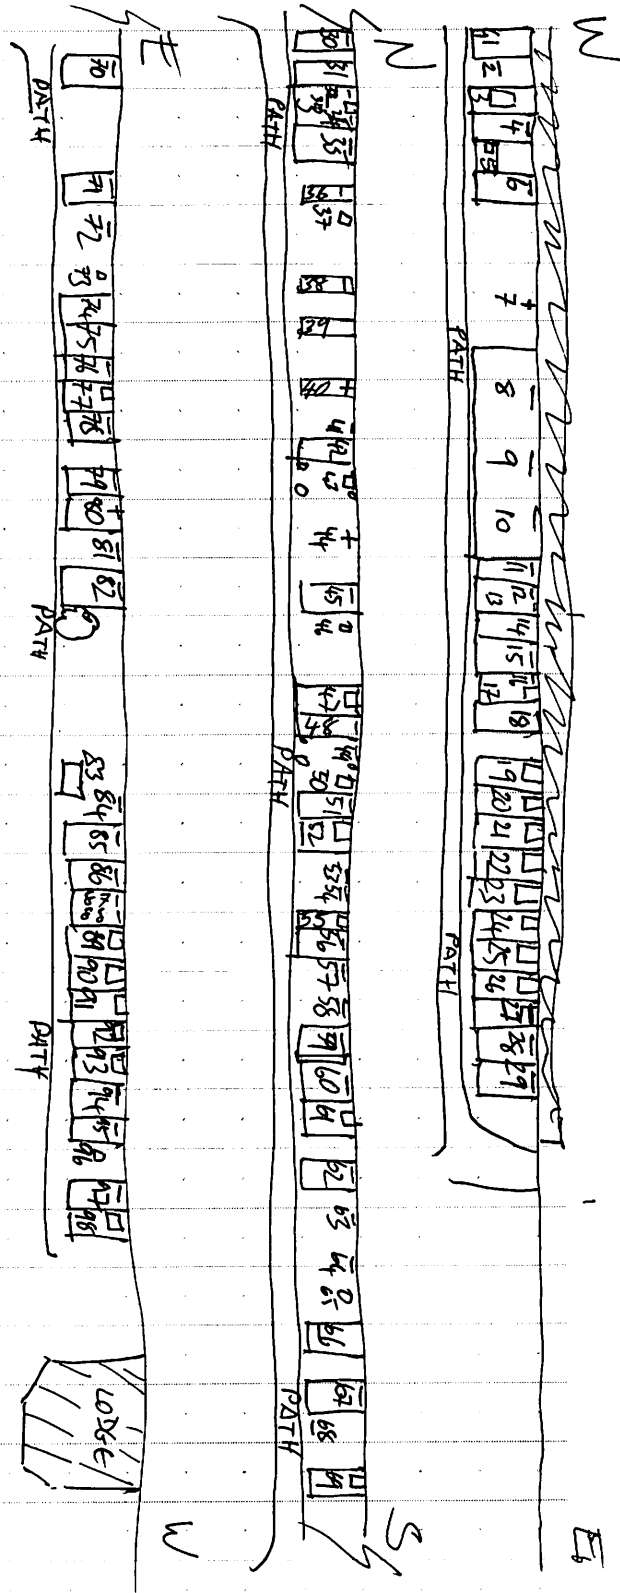 W E
2 3 4 5 6 7 8 9 10 11 12 13 14 15 16 17 18 19 20 21 22 23 24 25 26 27 28 29
PATH PATH
N S
30 31 35 36 37 38 39 40 41 42 43 44 45 46 47 48 49 50 51 52 53 54 55 56 57 58 59 60 61 62 63 64 65 66 67 68 69
PATH PATH PATH
E W
70 71 72 73 74 75 76 77 78 79 80 81 82 83 84 85 86 89 90 91 92 93 94 95 96 97 98 LODGE
PATH PATH PATH